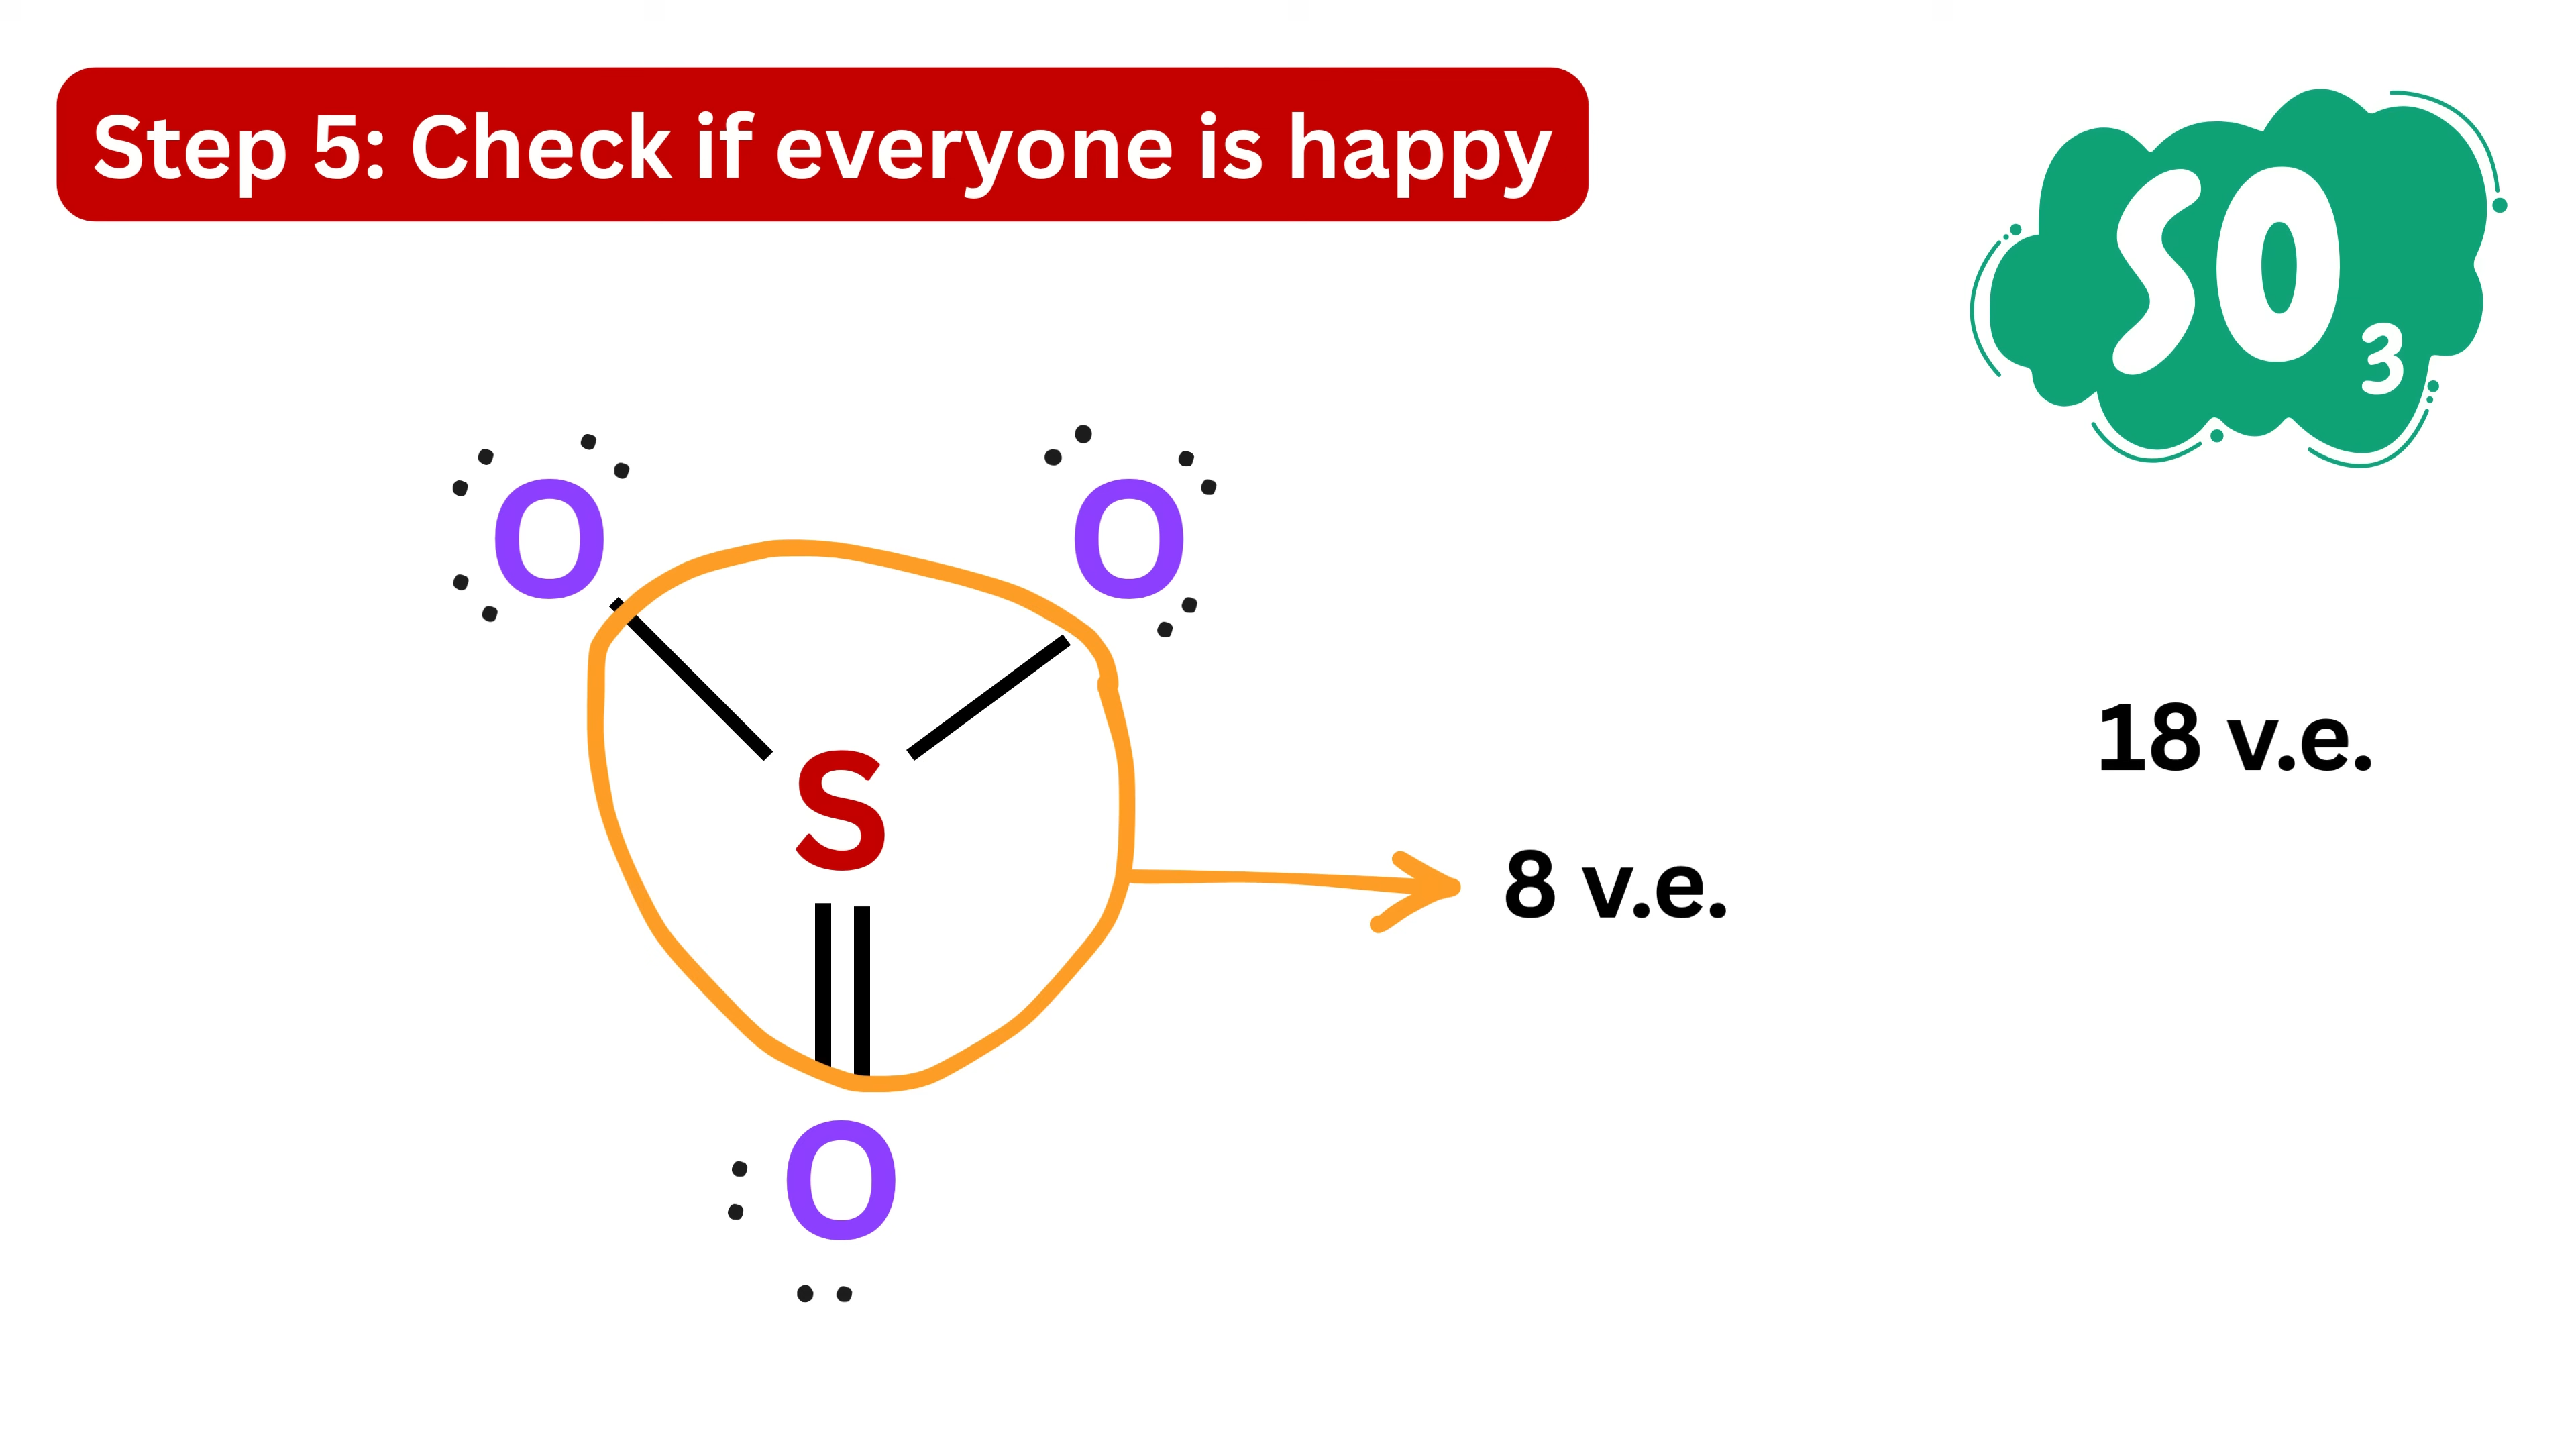 Step 5: Check if everyone is happy
SO3
O O
18 v.e.
S
8 v.e.
O